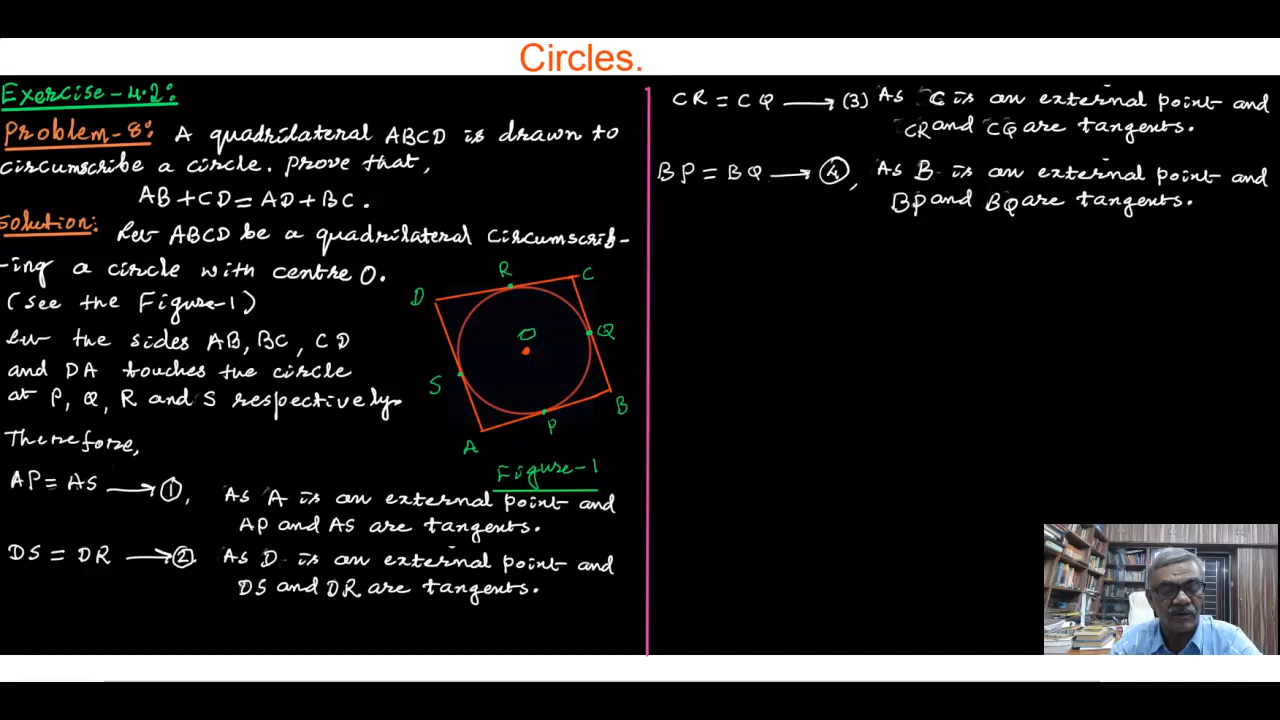 Circles.
Exercise-4.2:
Problem-8: A quadrilateral ABCD is drawn to
circumscribe a circle. prove that,
AB+CD=AD+BC.
Solution: Let ABCD be a quadrilateral circumscrib-
-ing a circle with centre O.
(see the Figure-1)
Let the sides AB, BC, CD
and DA touches the circle
at P, Q, R and S respectively.
Therefore,
AP = AS → ①, As A is an external point and
AP and AS are tangents.
DS = DR → ②. As D is an external point and
DS and DR are tangents.
D
R
C
O
Q
S
B
P
A
Figure-1
CR = CQ → (3) As C is an external point and
CR and CQ are tangents.
BP = BQ → ④, As B is an external point and
BP and BQ are tangents.